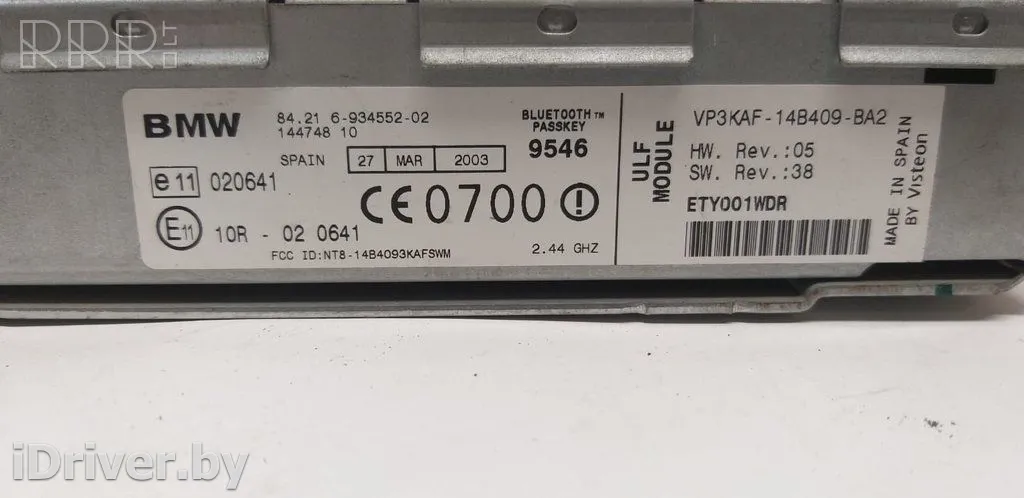 RRR.LT
BMW
84.21 6-934552-02
144748 10
BLUETOOTH™
PASSKEY
9546
SPAIN 27 MAR 2003
e11 020641
CE0700
E11 10R - 02 0641
FCC ID:NT8-14B4093KAFSWM
2.44 GHZ
ULF
MODULE
VP3KAF-14B409-BA2
HW. Rev.:05
SW. Rev.:38
ETY001WDR
MADE IN SPAIN
BY Visteon
iDriver.by